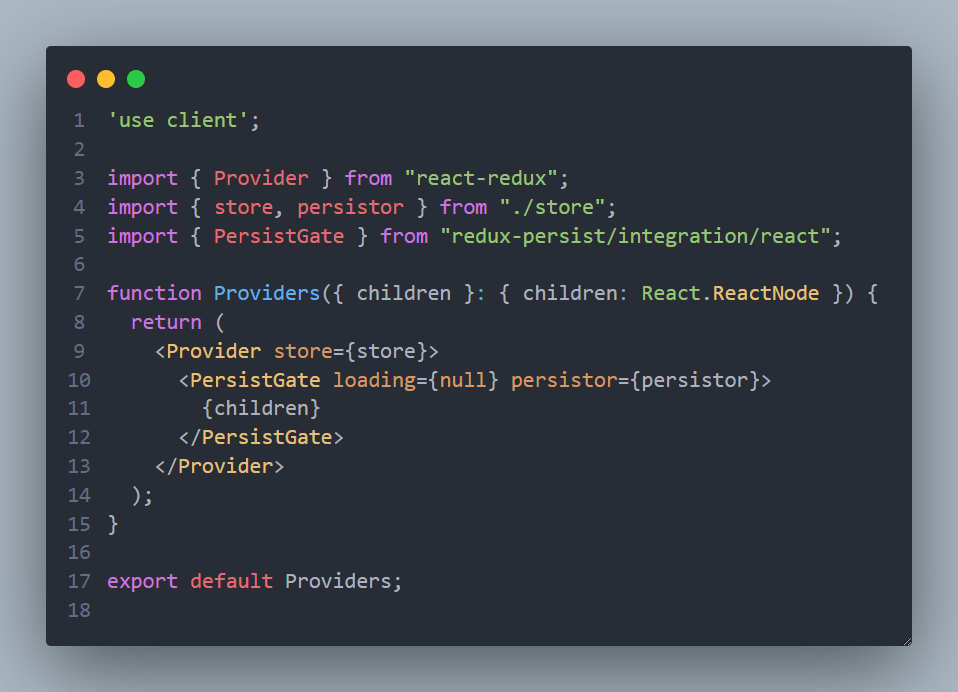 1 'use client';
2
3 import { Provider } from "react-redux";
4 import { store, persistor } from "./store";
5 import { PersistGate } from "redux-persist/integration/react";
6
7 function Providers({ children }: { children: React.ReactNode }) {
8   return (
9     <Provider store={store}>
10       <PersistGate loading={null} persistor={persistor}>
11         {children}
12       </PersistGate>
13     </Provider>
14   );
15 }
16
17 export default Providers;
18